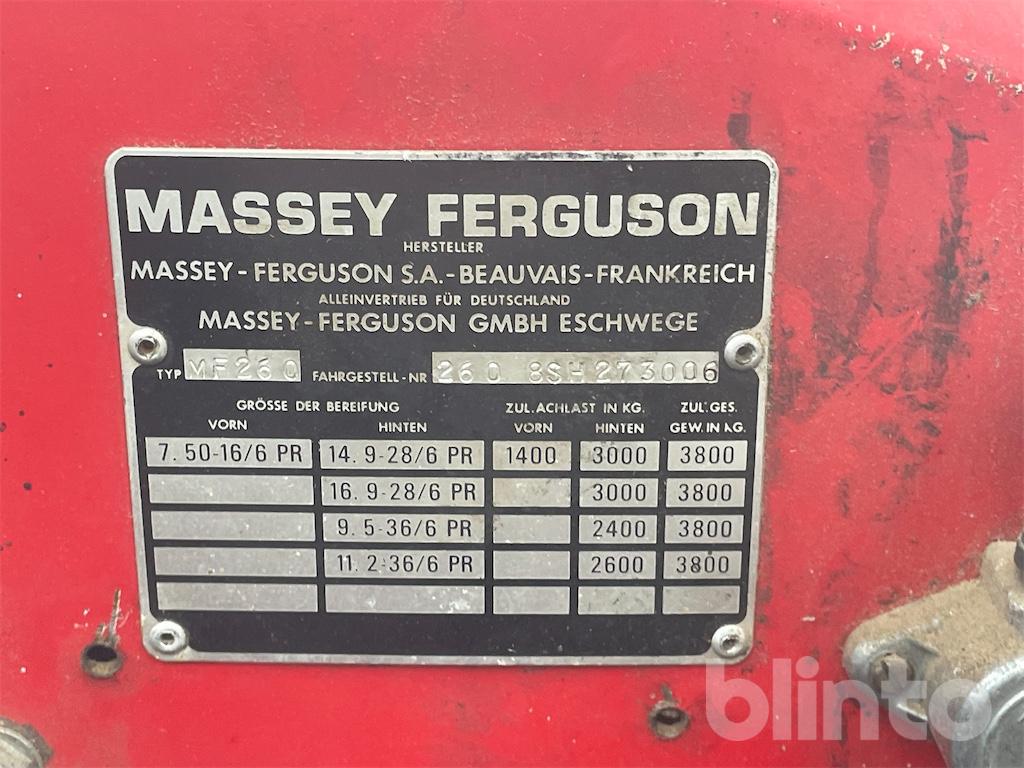 MASSEY FERGUSON
HERSTELLER
MASSEY-FERGUSON S.A.-BEAUVAIS-FRANKREICH
ALLEINVERTRIEB FÜR DEUTSCHLAND
MASSEY-FERGUSON GMBH ESCHWEGE
TYP MF260 FAHRGESTELL-NR 260 8SH273006
GRÖSSE DER BEREIFUNG ZUL.ACHLAST IN KG. ZUL.GES.
VORN HINTEN VORN HINTEN GEW.IN KG.
7.50-16/6 PR 14.9-28/6 PR 1400 3000 3800
16.9-28/6 PR 3000 3800
9.5-36/6 PR 2400 3800
11.2-36/6 PR 2600 3800
blinto